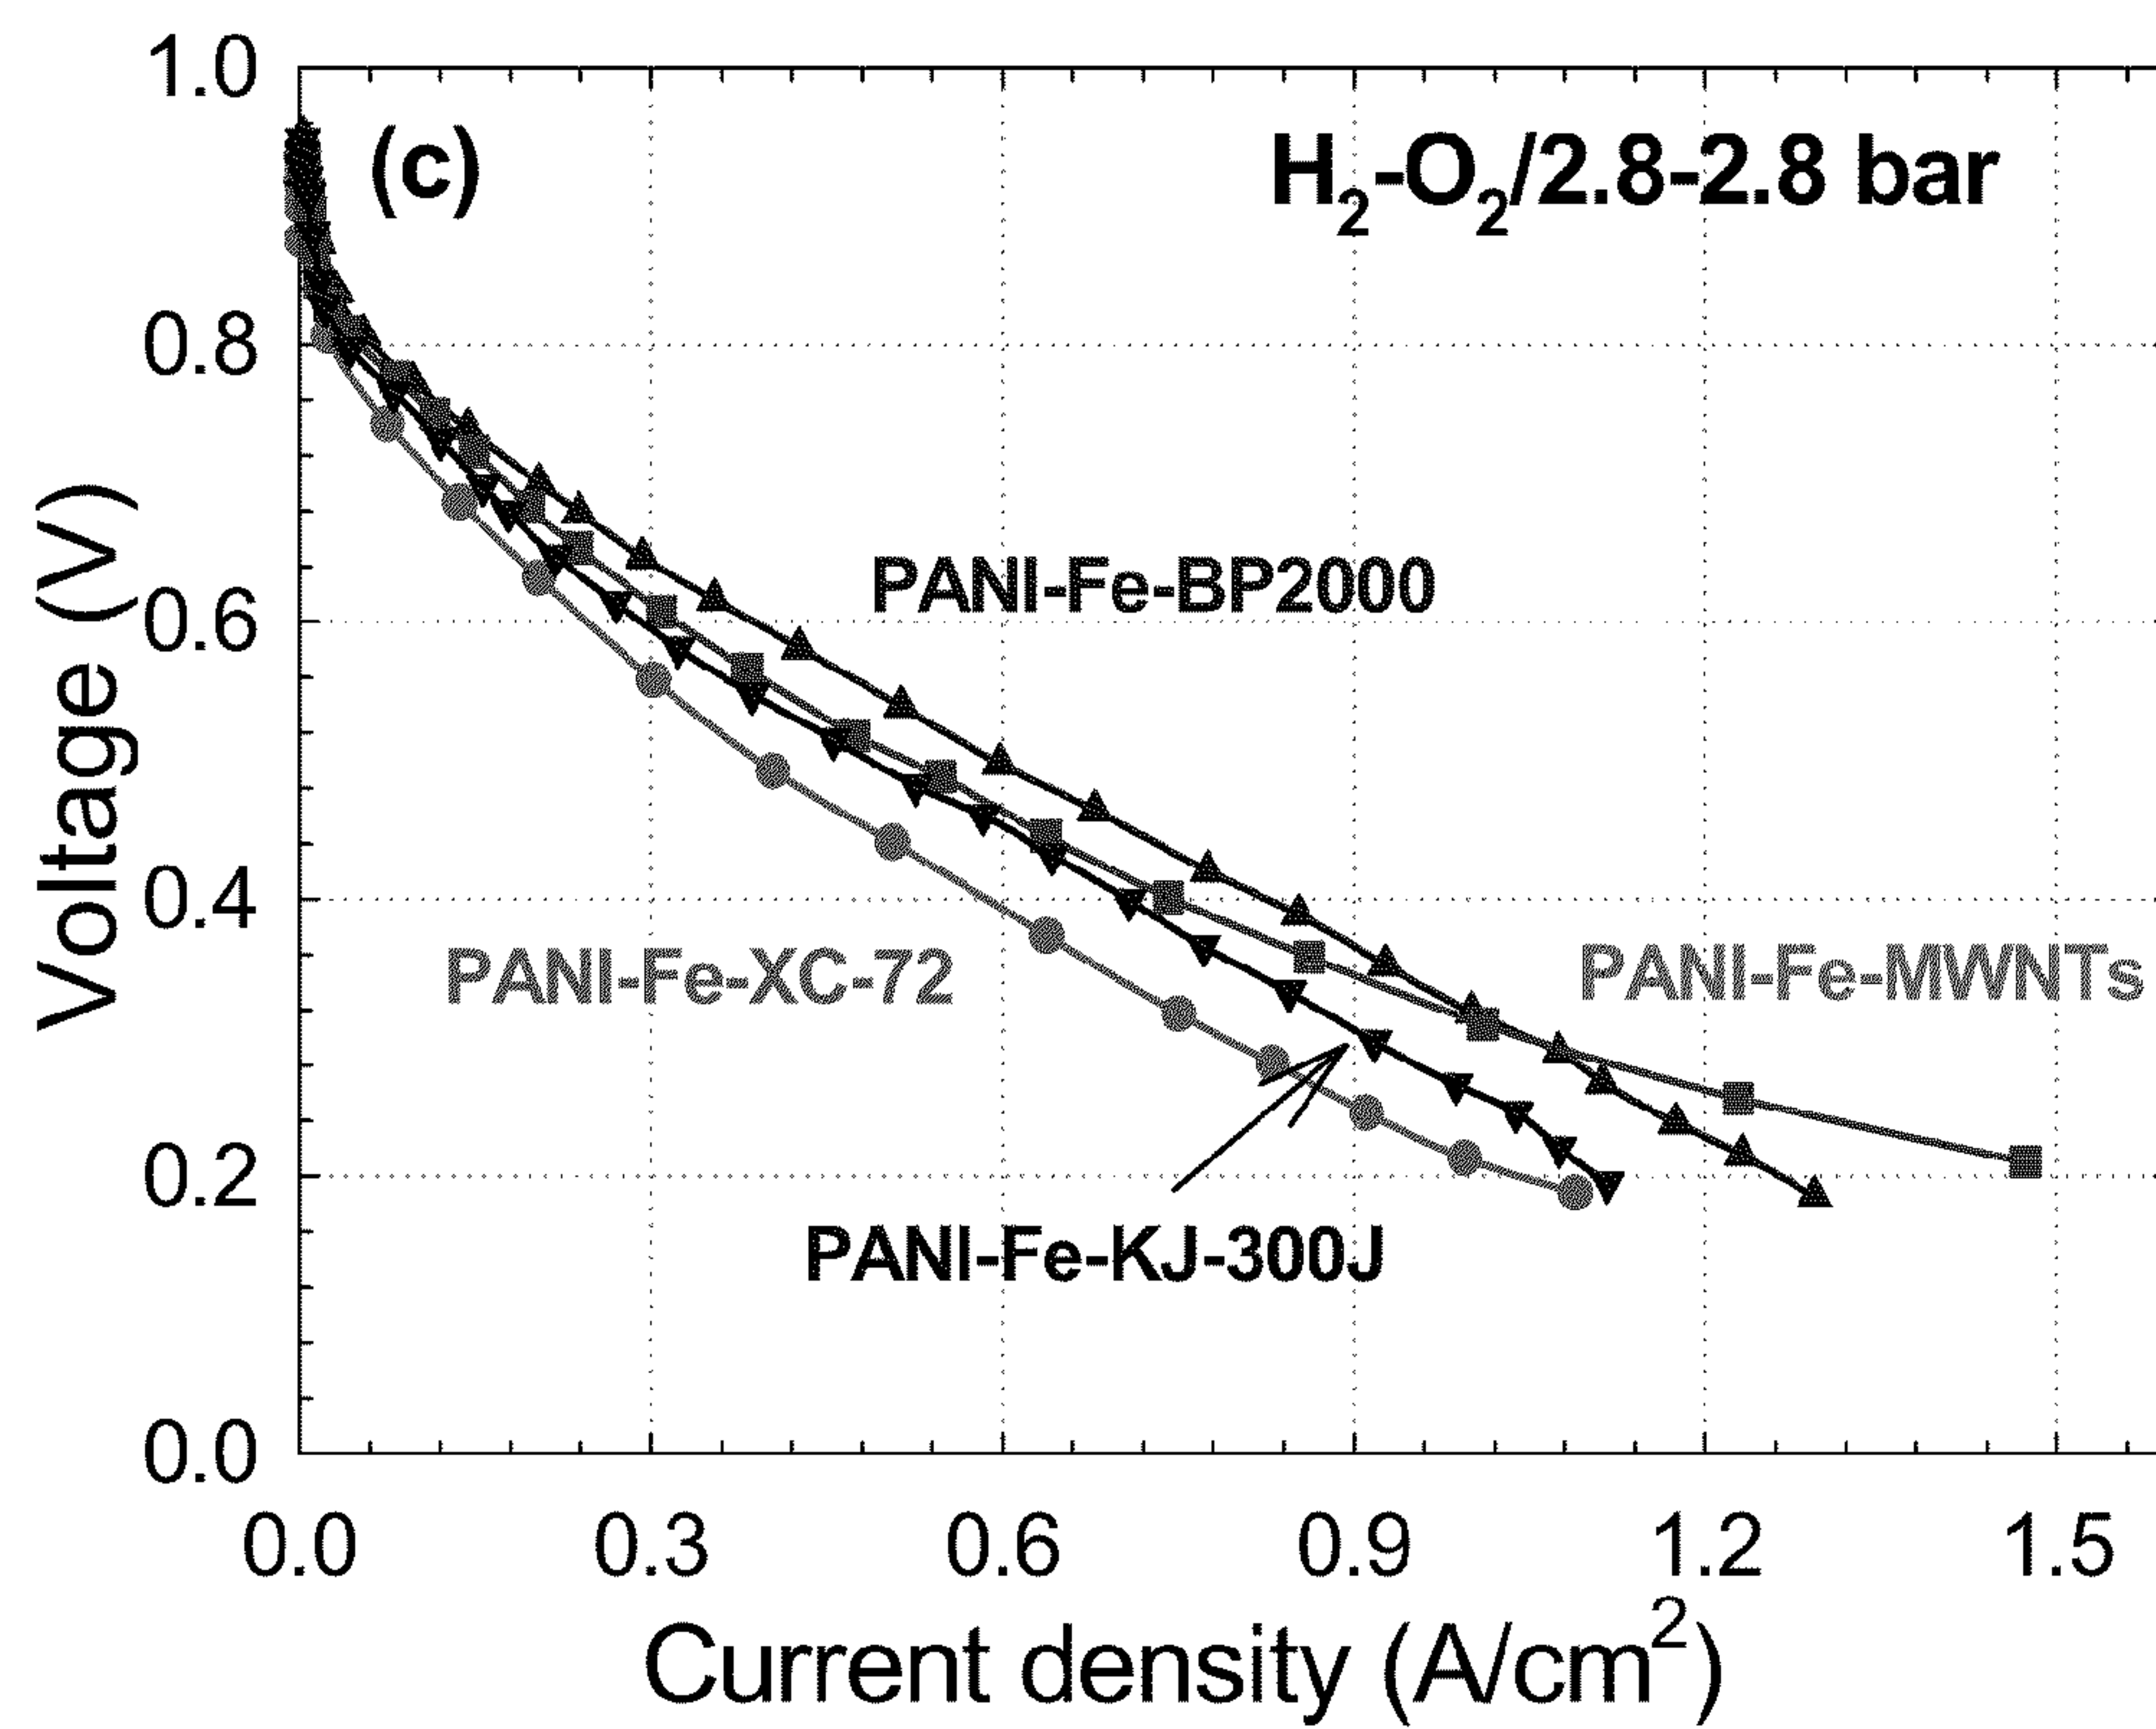 1.0
(c)
H2-O2/2.8-2.8 bar
0.8
PANI-Fe-BP2000
0.6
Voltage (V)
0.4
PANI-Fe-XC-72
PANI-Fe-MWNTs
0.2
PANI-Fe-KJ-300J
0.0
0.0 0.3 0.6 0.9 1.2 1.5
Current density (A/cm2)